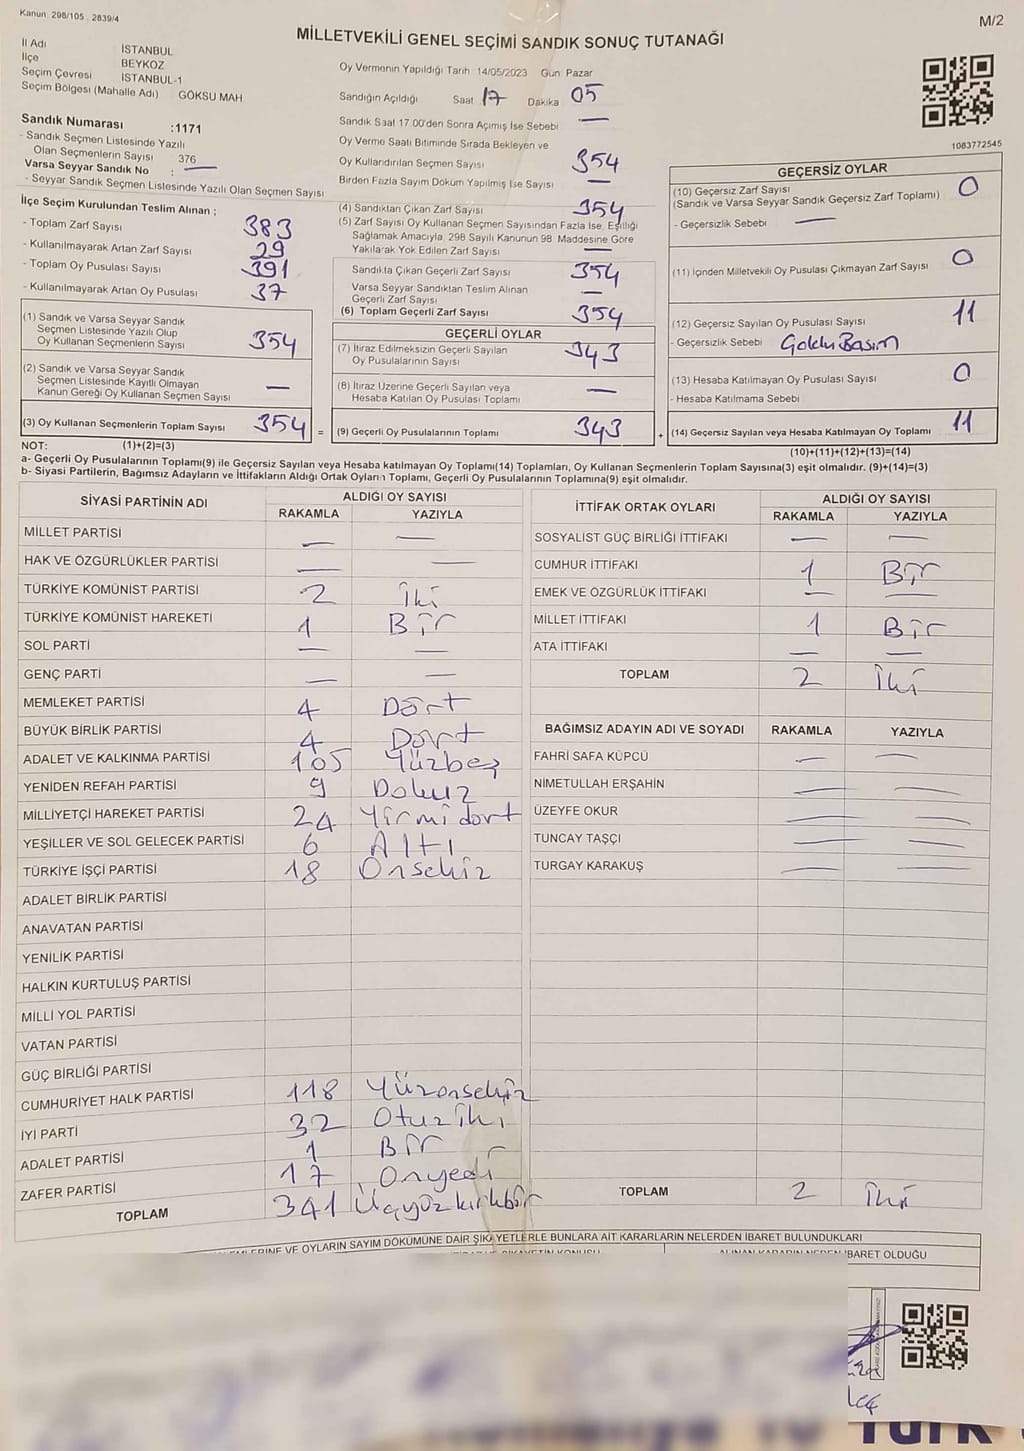 Kanun: 298/105 , 2839/4
M/2
MİLLETVEKİLİ GENEL SEÇİMİ SANDIK SONUÇ TUTANAĞI
İl Adı İSTANBUL
İlçe BEYKOZ
Seçim Çevresi İSTANBUL-1
Seçim Bölgesi (Mahalle Adı) GÖKSU MAH
Oy Vermenin Yapıldığı Tarih: 14/05/2023 Gün: Pazar
Sandığın Açıldığı Saat 17 Dakika 05
Sandık Saat 17.00'den Sonra Açımış İse Sebebi —
Oy Verme Saati Bitiminde Sırada Bekleyen ve
Oy Kullandırılan Seçmen Sayısı 354
Birden Fazla Sayım Döküm Yapılmış İse Sayısı —
Sandık Numarası :1171
- Sandık Seçmen Listesinde Yazılı
Olan Seçmenlerin Sayısı 376
Varsa Seyyar Sandık No : —
- Seyyar Sandık Seçmen Listesinde Yazılı Olan Seçmen Sayısı
İlçe Seçim Kurulundan Teslim Alınan ;
- Toplam Zarf Sayısı 383
- Kullanılmayarak Artan Zarf Sayısı 29
- Toplam Oy Pusulası Sayısı 391
- Kullanılmayarak Artan Oy Pusulası 37
(1) Sandık ve Varsa Seyyar Sandık
Seçmen Listesinde Yazılı Olup
Oy Kullanan Seçmenlerin Sayısı 354
(2) Sandık ve Varsa Seyyar Sandık
Seçmen Listesinde Kayıtlı Olmayan
Kanun Gereği Oy Kullanan Seçmen Sayısı —
(3) Oy Kullanan Seçmenlerin Toplam Sayısı 354 =
(4) Sandıktan Çıkan Zarf Sayısı 354
(5) Zarf Sayısı Oy Kullanan Seçmen Sayısından Fazla İse, Eşitliği
Sağlamak Amacıyla, 298 Sayılı Kanunun 98. Maddesine Göre
Yakılarak Yok Edilen Zarf Sayısı —
Sandıkta Çıkan Geçerli Zarf Sayısı 354
Varsa Seyyar Sandıktan Teslim Alınan
Geçerli Zarf Sayısı —
(6) Toplam Geçerli Zarf Sayısı 354
GEÇERLİ OYLAR
(7) İtiraz Edilmeksizin Geçerli Sayılan
Oy Pusulalarının Sayısı 343
(8) İtiraz Üzerine Geçerli Sayılan veya
Hesaba Katılan Oy Pusulası Toplamı —
(9) Geçerli Oy Pusulalarının Toplamı 343 +
1083772545
GEÇERSİZ OYLAR
(10) Geçersiz Zarf Sayısı
(Sandık ve Varsa Seyyar Sandık Geçersiz Zarf Toplamı) 0
- Geçersizlik Sebebi —
(11) İçinden Milletvekili Oy Pusulası Çıkmayan Zarf Sayısı 0
(12) Geçersiz Sayılan Oy Pusulası Sayısı 11
- Geçersizlik Sebebi Çoklu Basım
(13) Hesaba Katılmayan Oy Pusulası Sayısı 0
- Hesaba Katılmama Sebebi
(14) Geçersiz Sayılan veya Hesaba Katılmayan Oy Toplamı 11
NOT: (1)+(2)=(3)
(10)+(11)+(12)+(13)=(14)
a- Geçerli Oy Pusulalarının Toplamı(9) ile Geçersiz Sayılan veya Hesaba katılmayan Oy Toplamı(14) Toplamları, Oy Kullanan Seçmenlerin Toplam Sayısına(3) eşit olmalıdır. (9)+(14)=(3)
b- Siyasi Partilerin, Bağımsız Adayların ve İttifakların Aldığı Ortak Oyların Toplamı, Geçerli Oy Pusulalarının Toplamına(9) eşit olmalıdır.
SİYASİ PARTİNİN ADI ALDIĞI OY SAYISI
RAKAMLA YAZIYLA
MİLLET PARTİSİ — —
HAK VE ÖZGÜRLÜKLER PARTİSİ — —
TÜRKİYE KOMÜNİST PARTİSİ 2 İki
TÜRKİYE KOMÜNİST HAREKETİ 1 Bir
SOL PARTİ — —
GENÇ PARTİ — —
MEMLEKET PARTİSİ 4 Dört
BÜYÜK BİRLİK PARTİSİ 4 Dört
ADALET VE KALKINMA PARTİSİ 105 Yüzbeş
YENİDEN REFAH PARTİSİ 9 Dokuz
MİLLİYETÇİ HAREKET PARTİSİ 24 Yirmi dört
YEŞİLLER VE SOL GELECEK PARTİSİ 6 Altı
TÜRKİYE İŞÇİ PARTİSİ 18 Onsekiz
ADALET BİRLİK PARTİSİ
ANAVATAN PARTİSİ
YENİLİK PARTİSİ
HALKIN KURTULUŞ PARTİSİ
MİLLİ YOL PARTİSİ
VATAN PARTİSİ
GÜÇ BİRLİĞİ PARTİSİ
CUMHURİYET HALK PARTİSİ 118 Yüzonsekiz
İYİ PARTİ 32 Otuziki
ADALET PARTİSİ 1 Bir
ZAFER PARTİSİ 17 Onyedi
TOPLAM 341 Üçyüzkırkbir
İTTİFAK ORTAK OYLARI ALDIĞI OY SAYISI
RAKAMLA YAZIYLA
SOSYALİST GÜÇ BİRLİĞİ İTTİFAKI — —
CUMHUR İTTİFAKI 1 Bir
EMEK VE ÖZGÜRLÜK İTTİFAKI — —
MİLLET İTTİFAKI 1 Bir
ATA İTTİFAKI — —
TOPLAM 2 İki
BAĞIMSIZ ADAYIN ADI VE SOYADI RAKAMLA YAZIYLA
FAHRİ SAFA KÜPCÜ — —
NİMETULLAH ERŞAHİN — —
ÜZEYFE OKUR — —
TUNCAY TAŞÇI — —
TURGAY KARAKUŞ — —
TOPLAM 2 İki
OYLARIN SAYIM DÖKÜMÜNE DAİR ŞİKAYETLERLE BUNLARA AİT KARARLARIN NELERDEN İBARET BULUNDUKLARI
ALINAN KARARIN NEDEN İBARET OLDUĞU